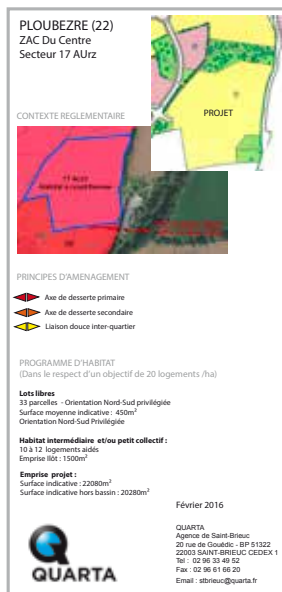 PLOUBEZRE (22)
ZAC Du Centre
Secteur 17 AUrz
PROJET
CONTEXTE REGLEMENTAIRE
17 AUrz
PRINCIPES D'AMENAGEMENT
Axe de desserte primaire
Axe de desserte secondaire
Liaison douce inter-quartier
PROGRAMME D'HABITAT
(Dans le respect d'un objectif de 20 logements /ha)
Lots libres
33 parcelles - Orientation Nord-Sud privilégiée
Surface moyenne indicative : 450m²
Orientation Nord-Sud Privilégiée
Habitat intermédiaire et/ou petit collectif :
10 à 12 logements aidés
Emprise Ilôt : 1500m²
Emprise projet :
Surface indicative : 22080m²
Surface indicative hors bassin : 20280m²
Février 2016
QUARTA
Agence de Saint-Brieuc
20 rue de Gouédic - BP 51322
22003 SAINT-BRIEUC CEDEX 1
Tel : 02 96 33 49 52
Fax : 02 96 61 66 20
Email : stbrieuc@quarta.fr
QUARTA